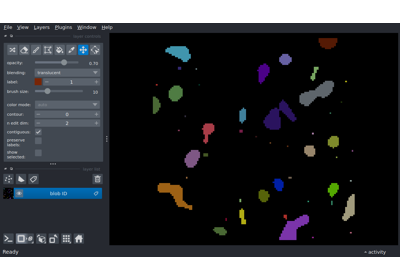 File View Layers Plugins Window Help
opacity: 0.70
blending: translucent
label: 1
brush size: 10
color mode:
contour: 0
n edit dim: 2
contiguous:
preserve labels:
show selected:
blob ID
Ready
activity